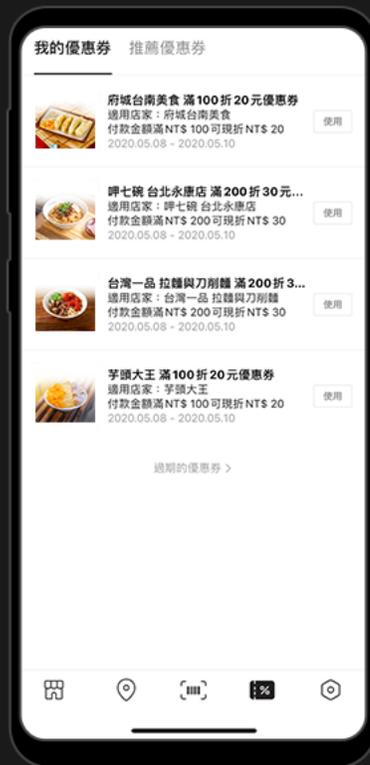 我的優惠券 推薦優惠券
府城台南美食 滿100折20元優惠券
適用店家：府城台南美食
付款金額滿NT$ 100可現折NT$ 20
2020.05.08 - 2020.05.10
使用
呷七碗 台北永康店 滿200折30元...
適用店家：呷七碗 台北永康店
付款金額滿NT$ 200可現折NT$ 30
2020.05.08 - 2020.05.10
使用
台灣一品 拉麵與刀削麵 滿200折3...
適用店家：台灣一品 拉麵與刀削麵
付款金額滿NT$ 200可現折NT$ 30
2020.05.08 - 2020.05.10
使用
芋頭大王 滿100折20元優惠券
適用店家：芋頭大王
付款金額滿NT$ 100可現折NT$ 20
2020.05.08 - 2020.05.10
使用
過期的優惠券 >